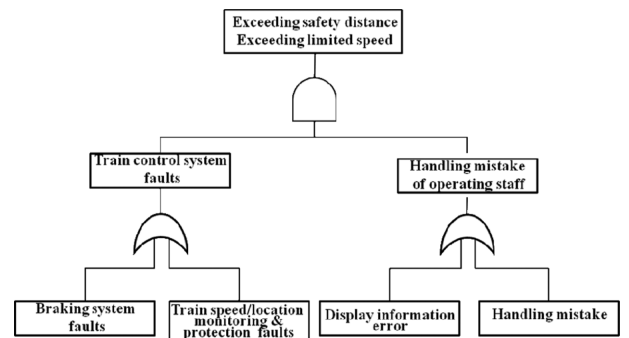 Exceeding safety distance
Exceeding limited speed
Train control system
faults
Handling mistake
of operating staff
Braking system
faults
Train speed/location
monitoring &
protection faults
Display information
error
Handling mistake